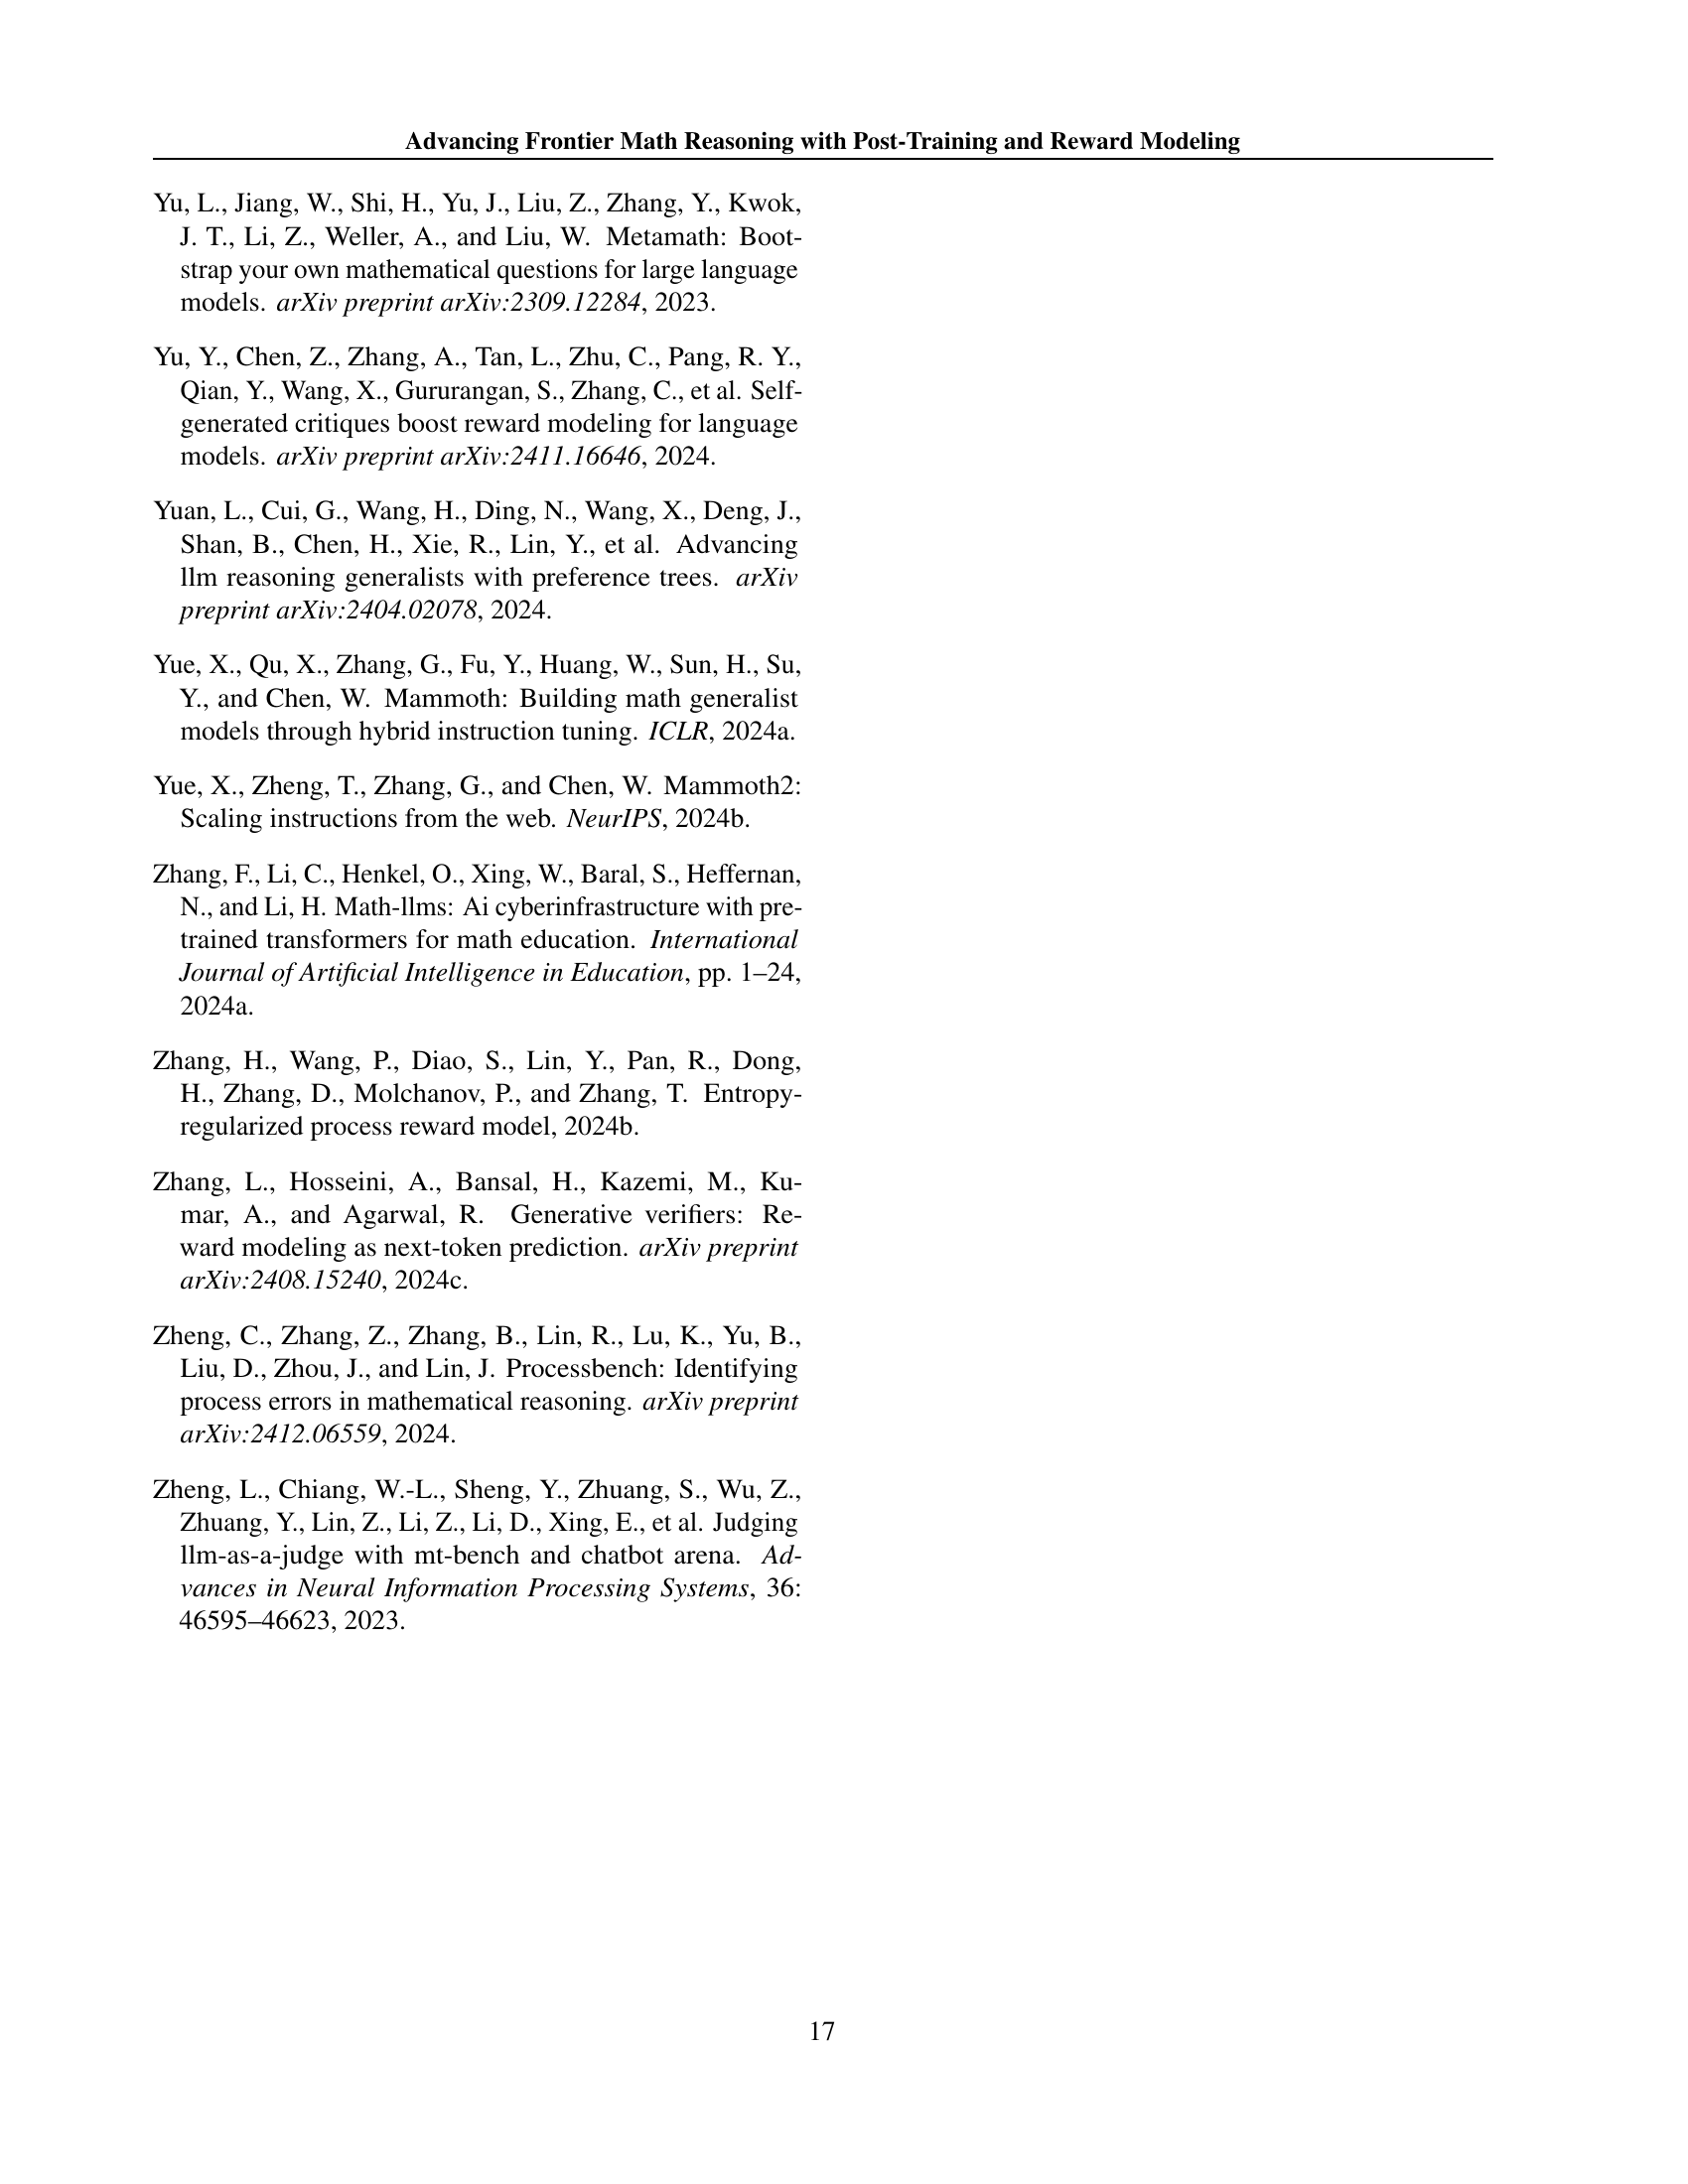 Advancing Frontier Math Reasoning with Post-Training and Reward Modeling
Yu, L., Jiang, W., Shi, H., Yu, J., Liu, Z., Zhang, Y., Kwok,
J. T., Li, Z., Weller, A., and Liu, W. Metamath: Boot-
strap your own mathematical questions for large language
models. arXiv preprint arXiv:2309.12284, 2023.
Yu, Y., Chen, Z., Zhang, A., Tan, L., Zhu, C., Pang, R. Y.,
Qian, Y., Wang, X., Gururangan, S., Zhang, C., et al. Self-
generated critiques boost reward modeling for language
models. arXiv preprint arXiv:2411.16646, 2024.
Yuan, L., Cui, G., Wang, H., Ding, N., Wang, X., Deng, J.,
Shan, B., Chen, H., Xie, R., Lin, Y., et al. Advancing
llm reasoning generalists with preference trees. arXiv
preprint arXiv:2404.02078, 2024.
Yue, X., Qu, X., Zhang, G., Fu, Y., Huang, W., Sun, H., Su,
Y., and Chen, W. Mammoth: Building math generalist
models through hybrid instruction tuning. ICLR, 2024a.
Yue, X., Zheng, T., Zhang, G., and Chen, W. Mammoth2:
Scaling instructions from the web. NeurIPS, 2024b.
Zhang, F., Li, C., Henkel, O., Xing, W., Baral, S., Heffernan,
N., and Li, H. Math-llms: Ai cyberinfrastructure with pre-
trained transformers for math education. International
Journal of Artificial Intelligence in Education, pp. 1–24,
2024a.
Zhang, H., Wang, P., Diao, S., Lin, Y., Pan, R., Dong,
H., Zhang, D., Molchanov, P., and Zhang, T. Entropy-
regularized process reward model, 2024b.
Zhang, L., Hosseini, A., Bansal, H., Kazemi, M., Ku-
mar, A., and Agarwal, R. Generative verifiers: Re-
ward modeling as next-token prediction. arXiv preprint
arXiv:2408.15240, 2024c.
Zheng, C., Zhang, Z., Zhang, B., Lin, R., Lu, K., Yu, B.,
Liu, D., Zhou, J., and Lin, J. Processbench: Identifying
process errors in mathematical reasoning. arXiv preprint
arXiv:2412.06559, 2024.
Zheng, L., Chiang, W.-L., Sheng, Y., Zhuang, S., Wu, Z.,
Zhuang, Y., Lin, Z., Li, Z., Li, D., Xing, E., et al. Judging
llm-as-a-judge with mt-bench and chatbot arena. Ad-
vances in Neural Information Processing Systems, 36:
46595–46623, 2023.
17